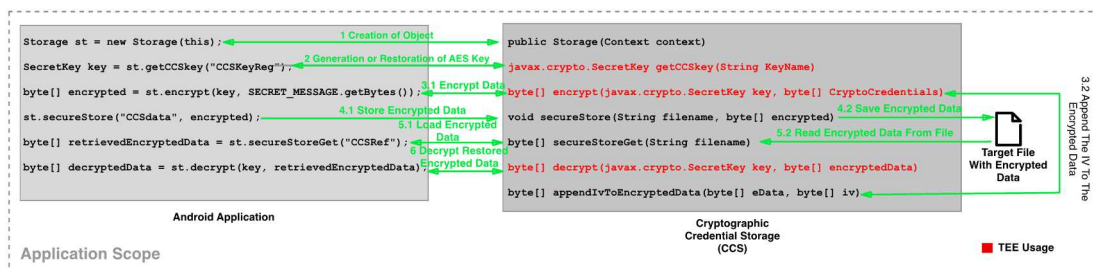 Storage st = new Storage(this);
1 Creation of Object
public Storage(Context context)
SecretKey key = st.getCCSkey("CCSKeyReg");
2 Generation or Restoration of AES Key
javax.crypto.SecretKey getCCSkey(String KeyName)
byte[] encrypted = st.encrypt(key, SECRET_MESSAGE.getBytes());
3.1 Encrypt Data
byte[] encrypt(javax.crypto.SecretKey key, byte[] CryptoCredentials)
st.secureStore("CCSdata", encrypted);
4.1 Store Encrypted Data
void secureStore(String filename, byte[] encrypted)
4.2 Save Encrypted Data
5.1 Load Encrypted
Data
byte[] retrievedEncryptedData = st.secureStoreGet("CCSRef");
byte[] secureStoreGet(String filename)
5.2 Read Encrypted Data From File
6 Decrypt Restored
Encrypted Data
byte[] decryptedData = st.decrypt(key, retrievedEncryptedData);
byte[] decrypt(javax.crypto.SecretKey key, byte[] encryptedData)
byte[] appendIvToEncryptedData(byte[] eData, byte[] iv)
Target File
With Encrypted
Data
3.2 Append The IV To The
Encrypted Data
Android Application
Cryptographic
Credential Storage
(CCS)
Application Scope
TEE Usage